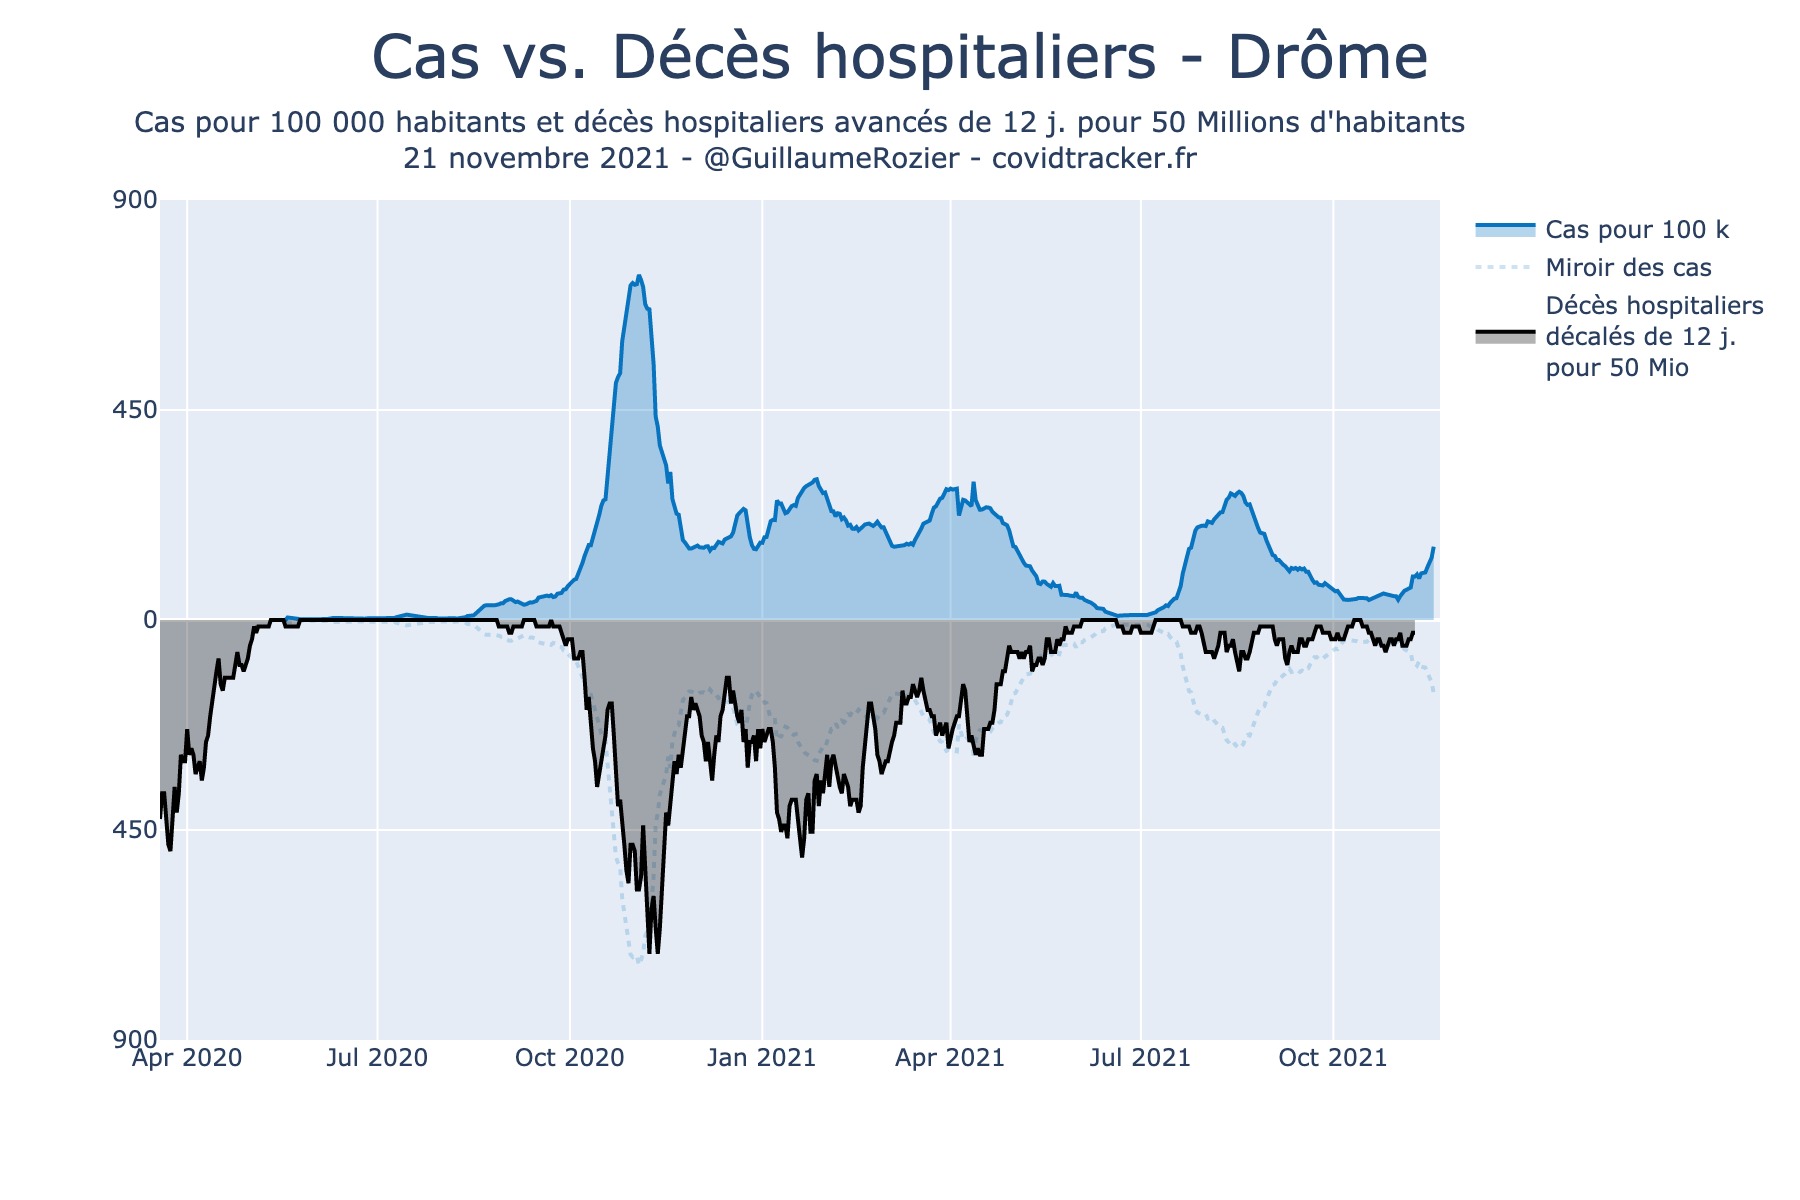 Cas vs. Décès hospitaliers - Drôme
Cas pour 100 000 habitants et décès hospitaliers avancés de 12 j. pour 50 Millions d'habitants
21 novembre 2021 - @GuillaumeRozier - covidtracker.fr
900
450
0
450
900
Apr 2020
Jul 2020
Oct 2020
Jan 2021
Apr 2021
Jul 2021
Oct 2021
Cas pour 100 k
Miroir des cas
Décès hospitaliers
décalés de 12 j.
pour 50 Mio